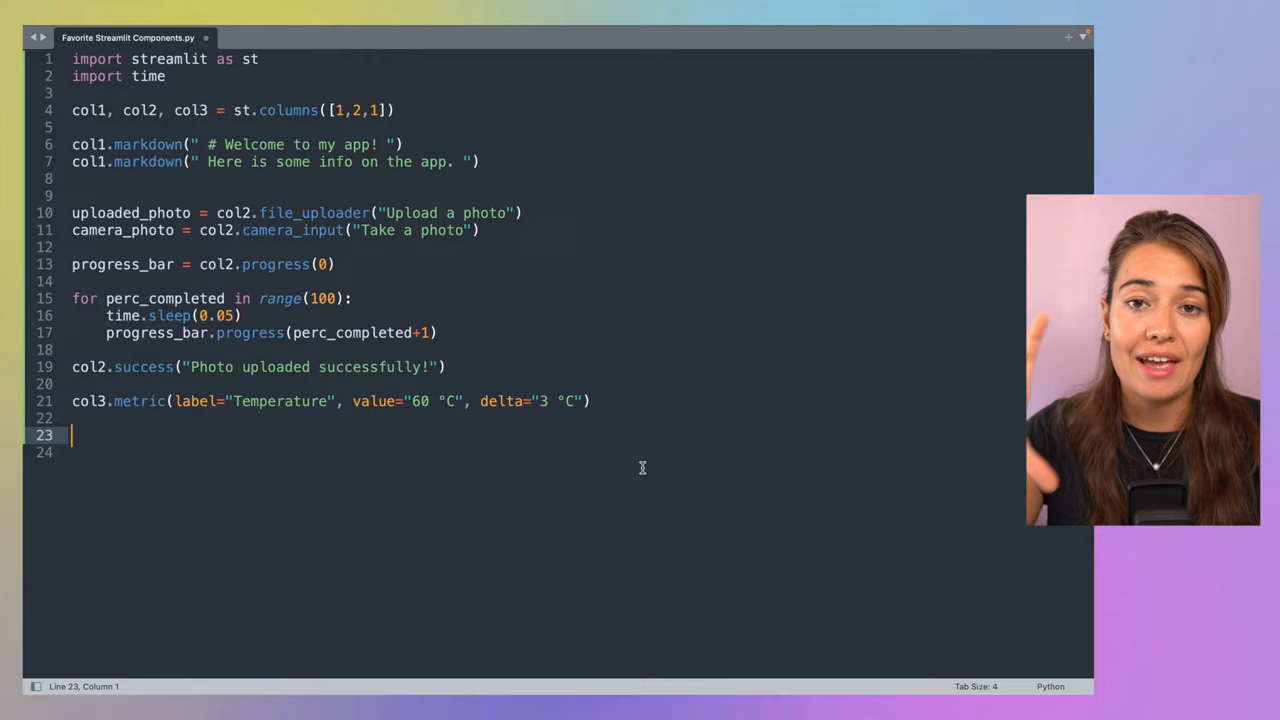 Favorite Streamlit Components.py
1 import streamlit as st
2 import time
3
4 col1, col2, col3 = st.columns([1,2,1])
5
6 col1.markdown(" # Welcome to my app! ")
7 col1.markdown(" Here is some info on the app. ")
8
9
10 uploaded_photo = col2.file_uploader("Upload a photo")
11 camera_photo = col2.camera_input("Take a photo")
12
13 progress_bar = col2.progress(0)
14
15 for perc_completed in range(100):
16     time.sleep(0.05)
17     progress_bar.progress(perc_completed+1)
18
19 col2.success("Photo uploaded successfully!")
20
21 col3.metric(label="Temperature", value="60 °C", delta="3 °C")
22
23
24
Line 23, Column 1
Tab Size: 4
Python